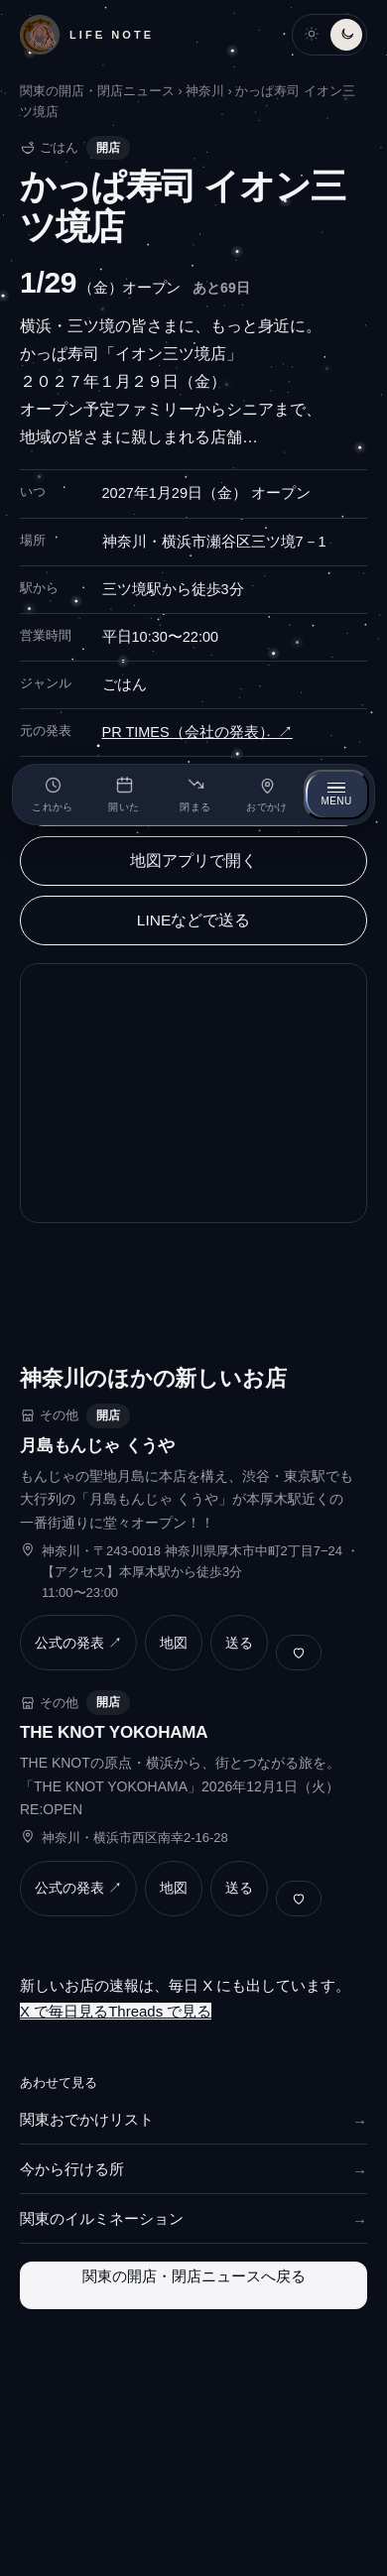 LIFE NOTE
関東の開店・閉店ニュース › 神奈川 › かっぱ寿司 イオン三
ツ境店
ごはん 開店
かっぱ寿司 イオン三
ツ境店
1/29（金）オープン あと69日
横浜・三ツ境の皆さまに、もっと身近に。
かっぱ寿司「イオン三ツ境店」
２０２７年１月２９日（金）
オープン予定ファミリーからシニアまで、
地域の皆さまに親しまれる店舗…
いつ 2027年1月29日（金） オープン
場所 神奈川・横浜市瀬谷区三ツ境7－1
駅から 三ツ境駅から徒歩3分
営業時間 平日10:30〜22:00
ジャンル ごはん
元の発表 PR TIMES（会社の発表） ↗
これから 開いた 閉まる おでかけ MENU
地図アプリで開く
LINEなどで送る
神奈川のほかの新しいお店
その他 開店
月島もんじゃ くうや
もんじゃの聖地月島に本店を構え、渋谷・東京駅でも
大行列の「月島もんじゃ くうや」が本厚木駅近くの
一番街通りに堂々オープン！！
神奈川・〒243-0018 神奈川県厚木市中町2丁目7−24 ・
【アクセス】本厚木駅から徒歩3分
11:00〜23:00
公式の発表 ↗ 地図 送る
その他 開店
THE KNOT YOKOHAMA
THE KNOTの原点・横浜から、街とつながる旅を。
「THE KNOT YOKOHAMA」2026年12月1日（火）
RE:OPEN
神奈川・横浜市西区南幸2-16-28
公式の発表 ↗ 地図 送る
新しいお店の速報は、毎日 X にも出しています。
X で毎日見るThreads で見る
あわせて見る
関東おでかけリスト →
今から行ける所 →
関東のイルミネーション →
関東の開店・閉店ニュースへ戻る